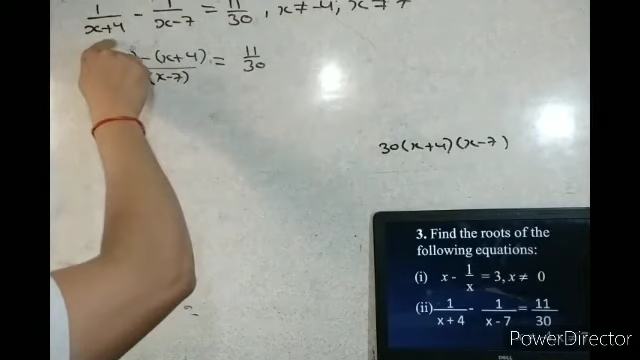 1/(x+4) - 1/(x-7) = 11/30, x ≠ -4, x ≠ 7
) - (x+4) / (x-7) = 11/30
30(x+4)(x-7)
3. Find the roots of the
following equations:
(i) x - 1/x = 3, x ≠ 0
(ii) 1/(x+4) - 1/(x-7) = 11/30
PowerDirector
DELL